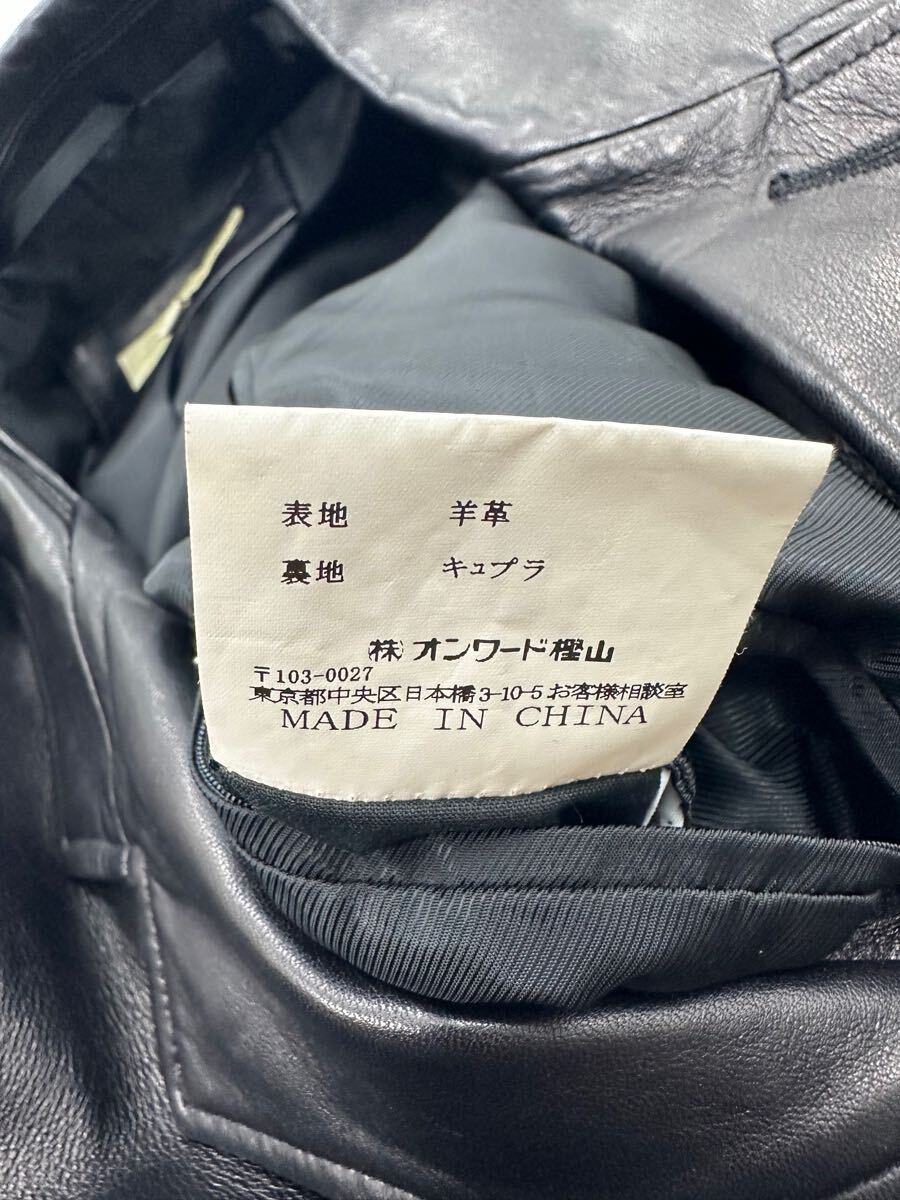 表地 羊革
裏地 キュプラ
㈱オンワード樫山
〒103-0027
東京都中央区日本橋3-10-5お客様相談室
MADE IN CHINA